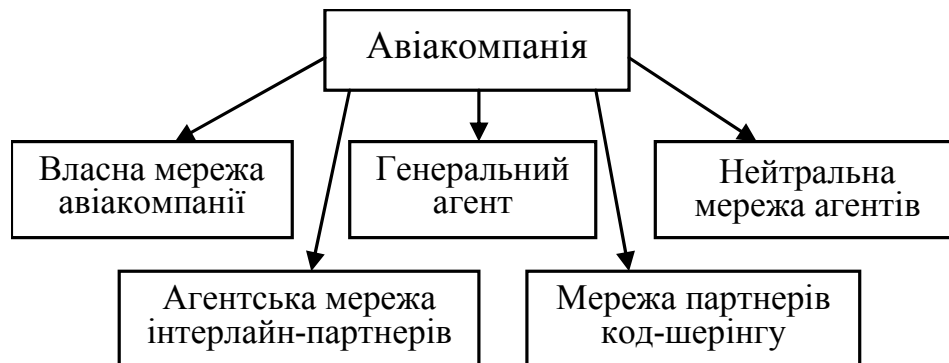 Авіакомпанія
Власна мережа
авіакомпанії
Генеральний
агент
Нейтральна
мережа агентів
Агентська мережа
інтерлайн-партнерів
Мережа партнерів
код-шерінгу